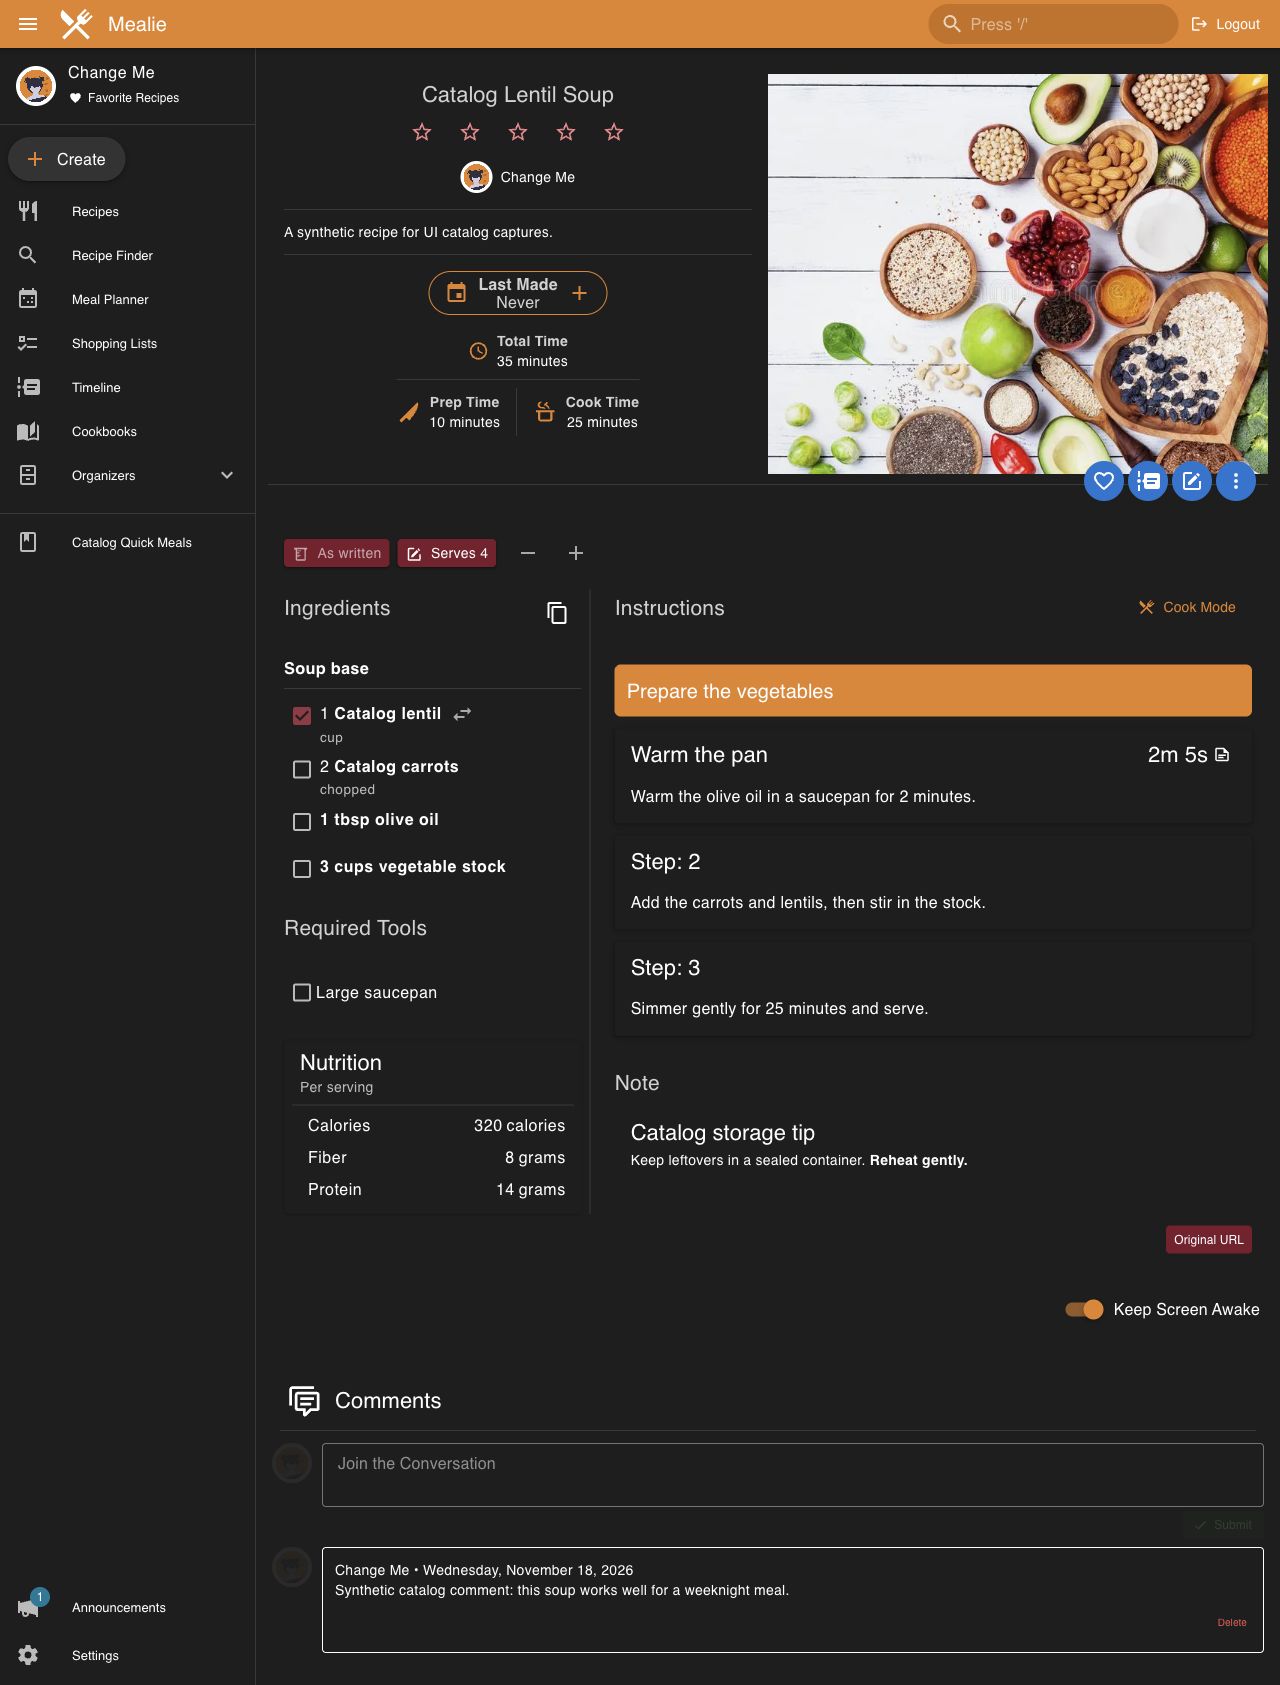 Mealie
Press '/'
Logout
Change Me
Favorite Recipes
Create
Recipes
Recipe Finder
Meal Planner
Shopping Lists
Timeline
Cookbooks
Organizers
Catalog Quick Meals
Announcements
1
Settings
Catalog Lentil Soup
Change Me
A synthetic recipe for UI catalog captures.
Last Made
Never
Total Time
35 minutes
Prep Time
10 minutes
Cook Time
25 minutes
As written
Serves 4
Ingredients
Soup base
1 Catalog lentil
cup
2 Catalog carrots
chopped
1 tbsp olive oil
3 cups vegetable stock
Required Tools
Large saucepan
Nutrition
Per serving
Calories 320 calories
Fiber 8 grams
Protein 14 grams
Instructions
Cook Mode
Prepare the vegetables
Warm the pan 2m 5s
Warm the olive oil in a saucepan for 2 minutes.
Step: 2
Add the carrots and lentils, then stir in the stock.
Step: 3
Simmer gently for 25 minutes and serve.
Note
Catalog storage tip
Keep leftovers in a sealed container. Reheat gently.
Original URL
Keep Screen Awake
Comments
Join the Conversation
Submit
Change Me • Wednesday, November 18, 2026
Synthetic catalog comment: this soup works well for a weeknight meal.
Delete